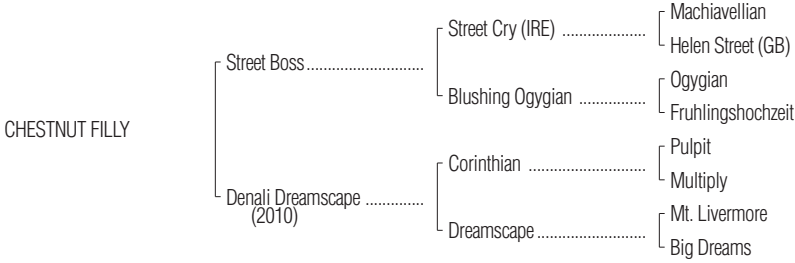 Machiavellian
Street Cry (IRE) ....................
Helen Street (GB)
Street Boss............................
Ogygian
Blushing Ogygian ................
Fruhlingshochzeit
CHESTNUT FILLY
Pulpit
Corinthian ............................
Multiply
Denali Dreamscape ..............
(2010)
Mt. Livermore
Dreamscape..........................
Big Dreams